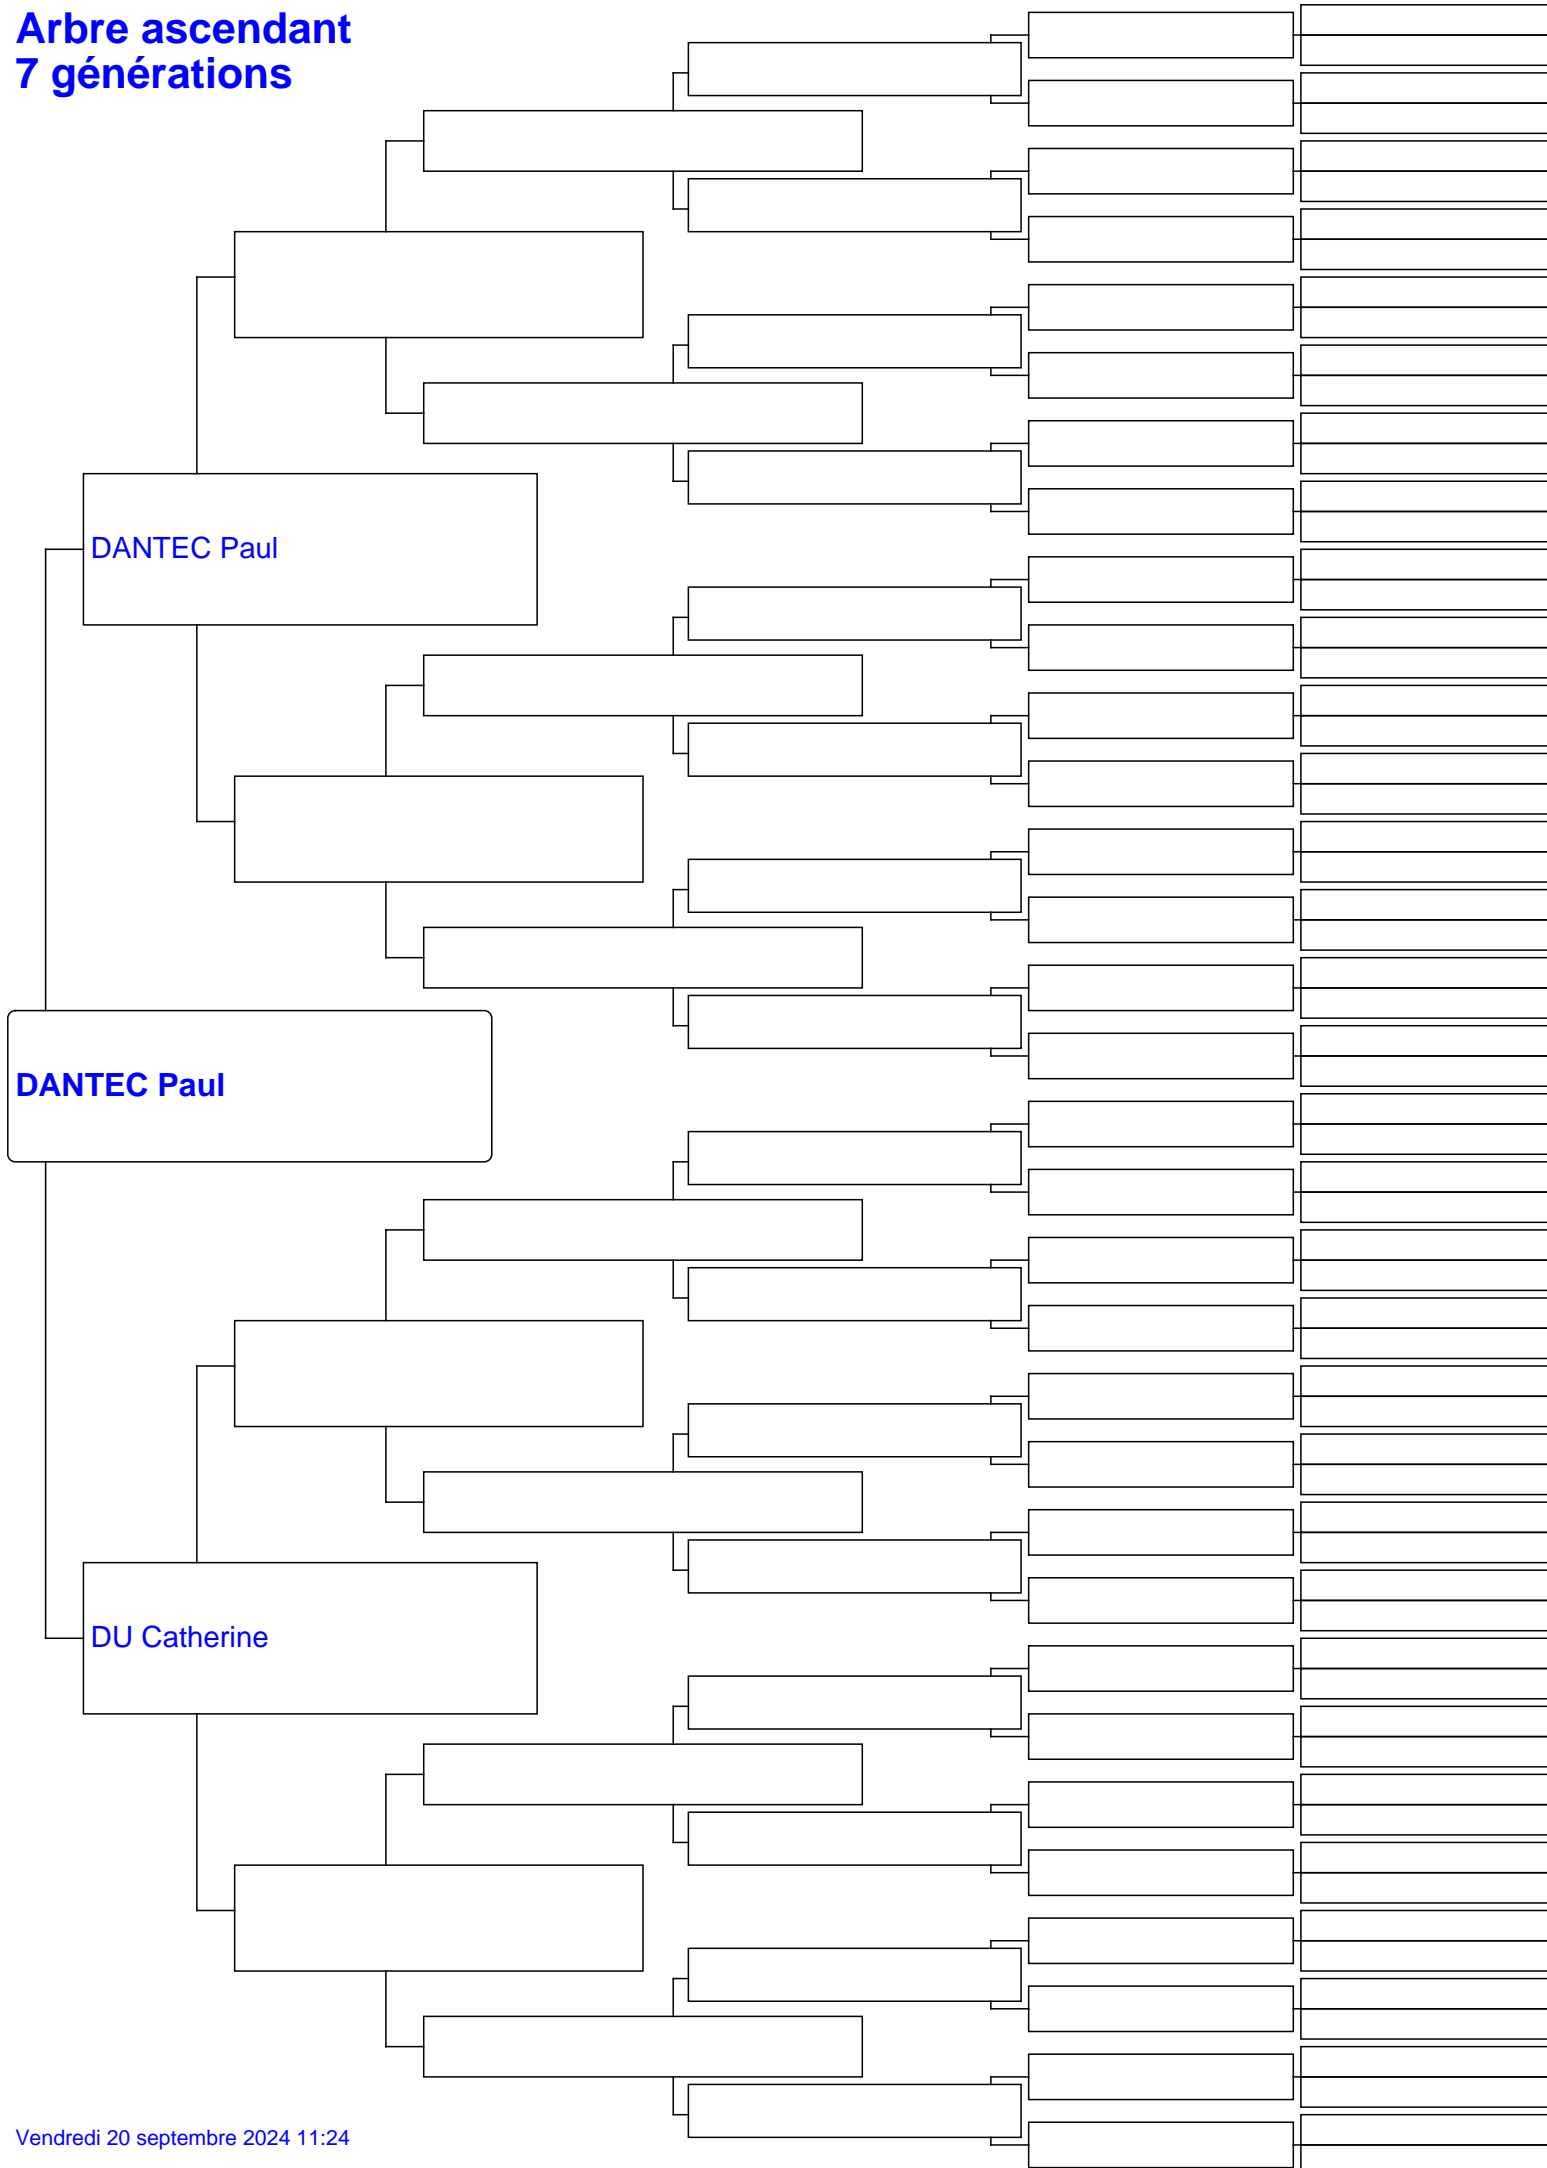 Arbre ascendant
7 générations
DANTEC Paul
DANTEC Paul
DU Catherine
Vendredi 20 septembre 2024 11:24